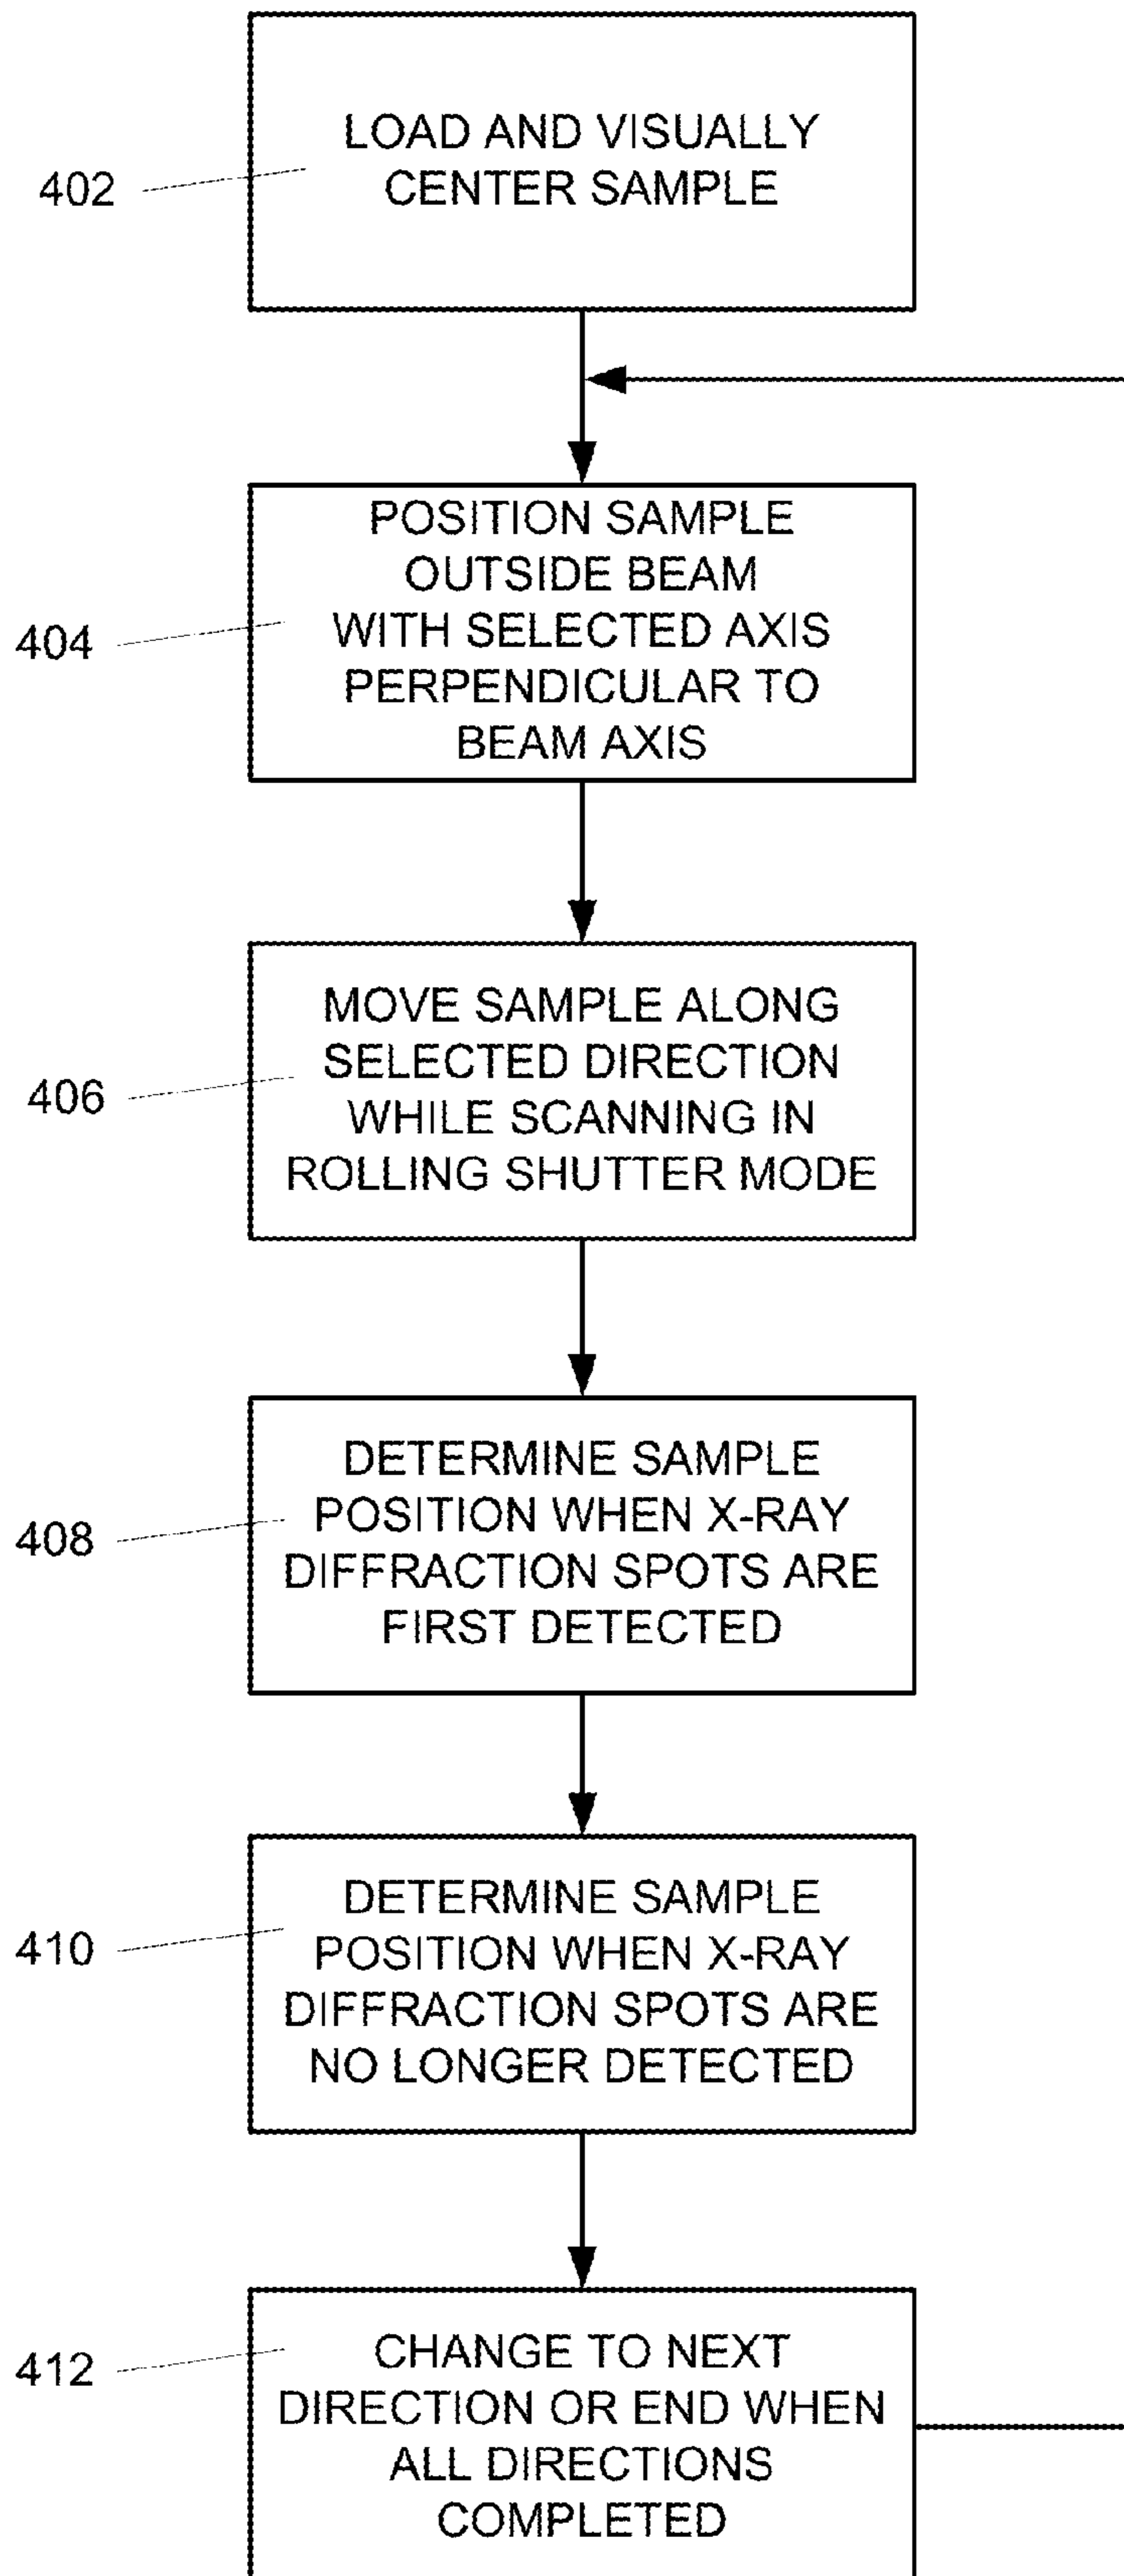 LOAD AND VISUALLY
CENTER SAMPLE
402
POSITION SAMPLE
OUTSIDE BEAM
WITH SELECTED AXIS
PERPENDICULAR TO
BEAM AXIS
404
MOVE SAMPLE ALONG
SELECTED DIRECTION
WHILE SCANNING IN
ROLLING SHUTTER MODE
406
DETERMINE SAMPLE
POSITION WHEN X-RAY
DIFFRACTION SPOTS ARE
FIRST DETECTED
408
DETERMINE SAMPLE
POSITION WHEN X-RAY
DIFFRACTION SPOTS ARE
NO LONGER DETECTED
410
CHANGE TO NEXT
DIRECTION OR END WHEN
ALL DIRECTIONS
COMPLETED
412